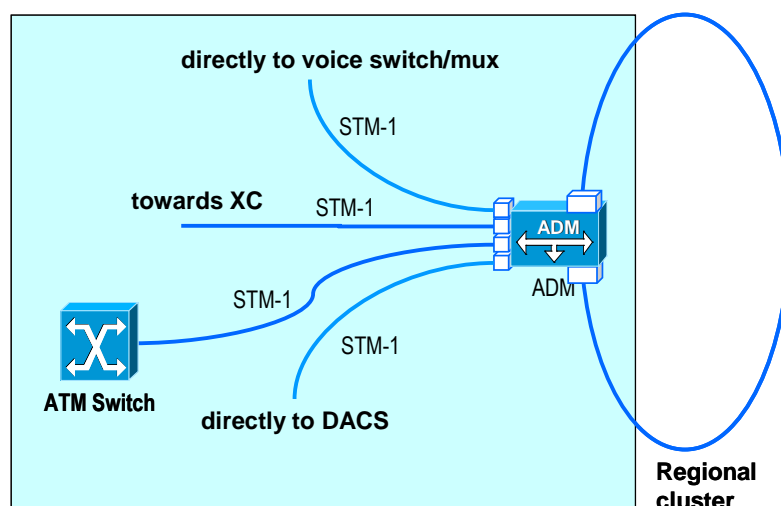 directly to voice switch/mux
STM-1
towards XC
STM-1
ADM
ADM
STM-1
STM-1
ATM Switch
directly to DACS
Regional
cluster